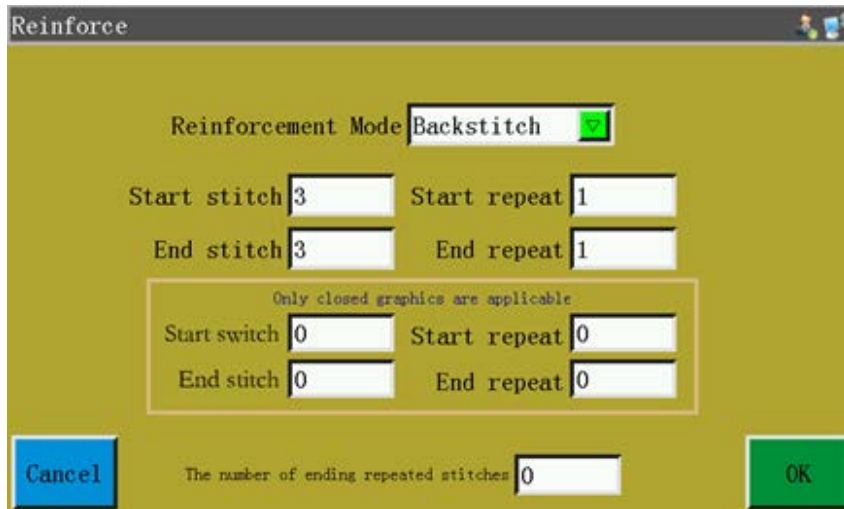 Reinforce
Reinforcement Mode Backstitch
Start stitch 3 Start repeat 1
End stitch 3 End repeat 1
Only closed graphics are applicable
Start switch 0 Start repeat 0
End stitch 0 End repeat 0
Cancel The number of ending repeated stitches 0 OK